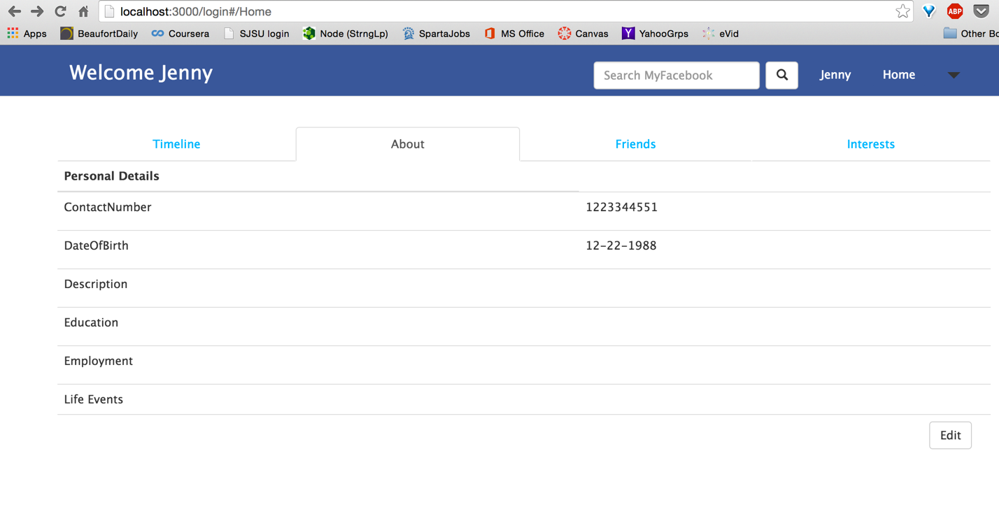 localhost:3000/login#/Home
Apps BeaufortDaily Coursera SJSU login Node (StrngLp) SpartaJobs MS Office Canvas YahooGrps eVid Other Bo
Welcome Jenny Search MyFacebook Jenny Home
Timeline About Friends Interests
Personal Details
ContactNumber 1223344551
DateOfBirth 12-22-1988
Description
Education
Employment
Life Events
Edit
ABP